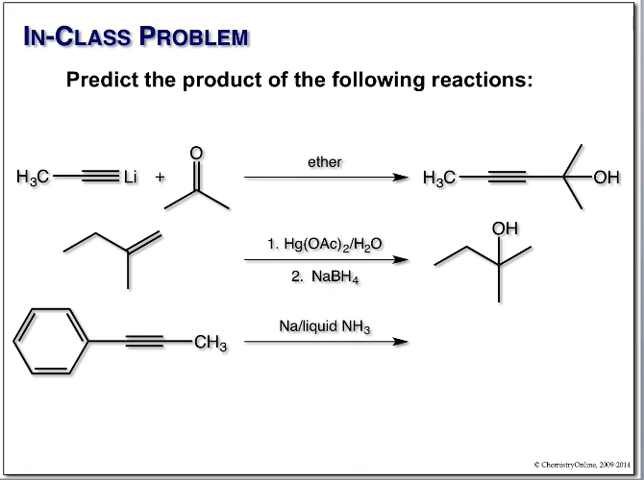 IN-CLASS PROBLEM
Predict the product of the following reactions:
H₃C Li + O ether H₃C OH
1. Hg(OAc)₂/H₂O
2. NaBH₄
OH
CH₃ Na/liquid NH₃
© ChemistryOnline, 2009-2014